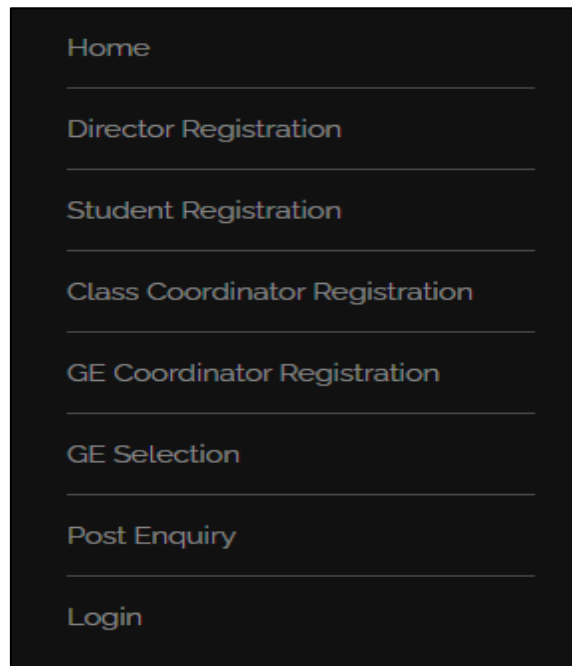 Home
Director Registration
Student Registration
Class Coordinator Registration
GE Coordinator Registration
GE Selection
Post Enquiry
Login